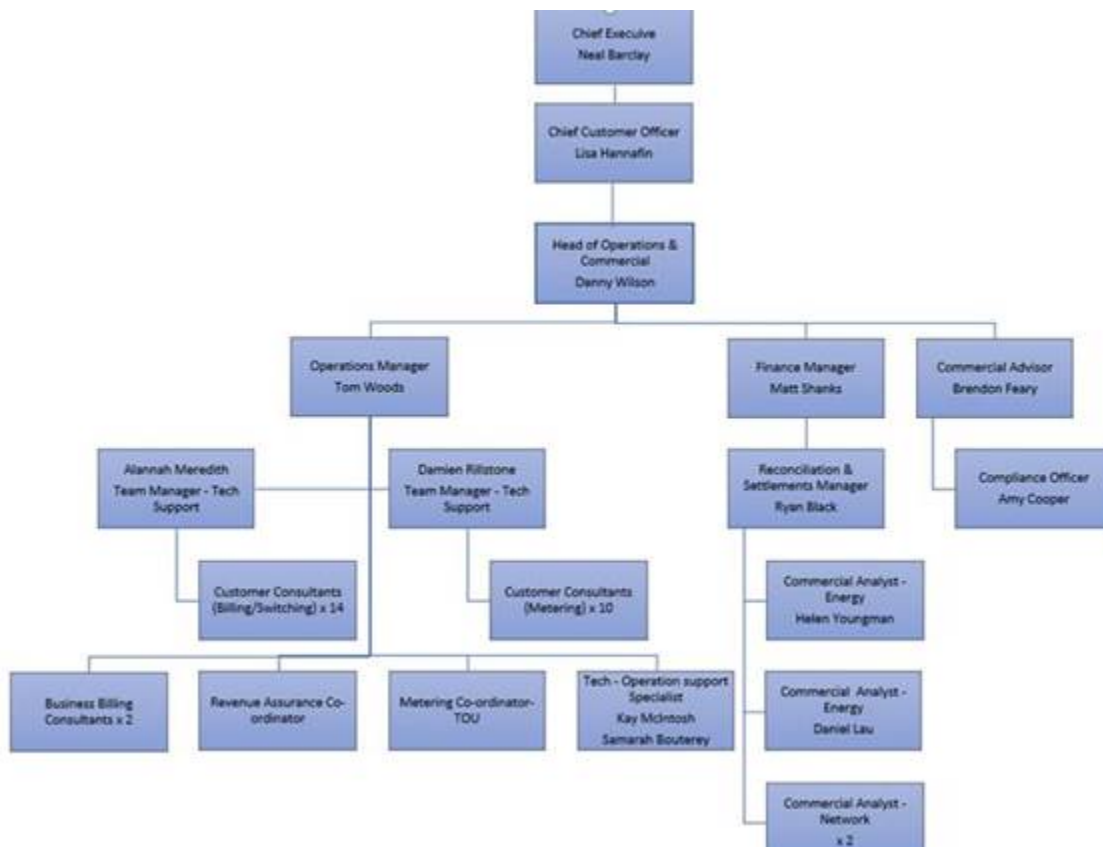 Chief Execuive
Neal Barclay
Chief Customer Officer
Lisa Hannafin
Head of Operations &
Commercial
Danny Wilson
Operations Manager
Tom Woods
Finance Manager
Matt Shanks
Commercial Advisor
Brendon Feary
Alannah Meredith
Team Manager - Tech
Support
Damien Rillstone
Team Manager - Tech
Support
Reconciliation &
Settlements Manager
Ryan Black
Compliance Officer
Amy Cooper
Customer Consultants
(Billing/Switching) x 14
Customer Consultants
(Metering) x 10
Commercial Analyst -
Energy
Helen Youngman
Business Billing
Consultants x 2
Revenue Assurance Co-
ordinator
Metering Co-ordinator-
TOU
Tech - Operation support
Specialist
Kay McIntosh
Samarah Bouterey
Commercial Analyst -
Energy
Daniel Lau
Commercial Analyst -
Network
x 2